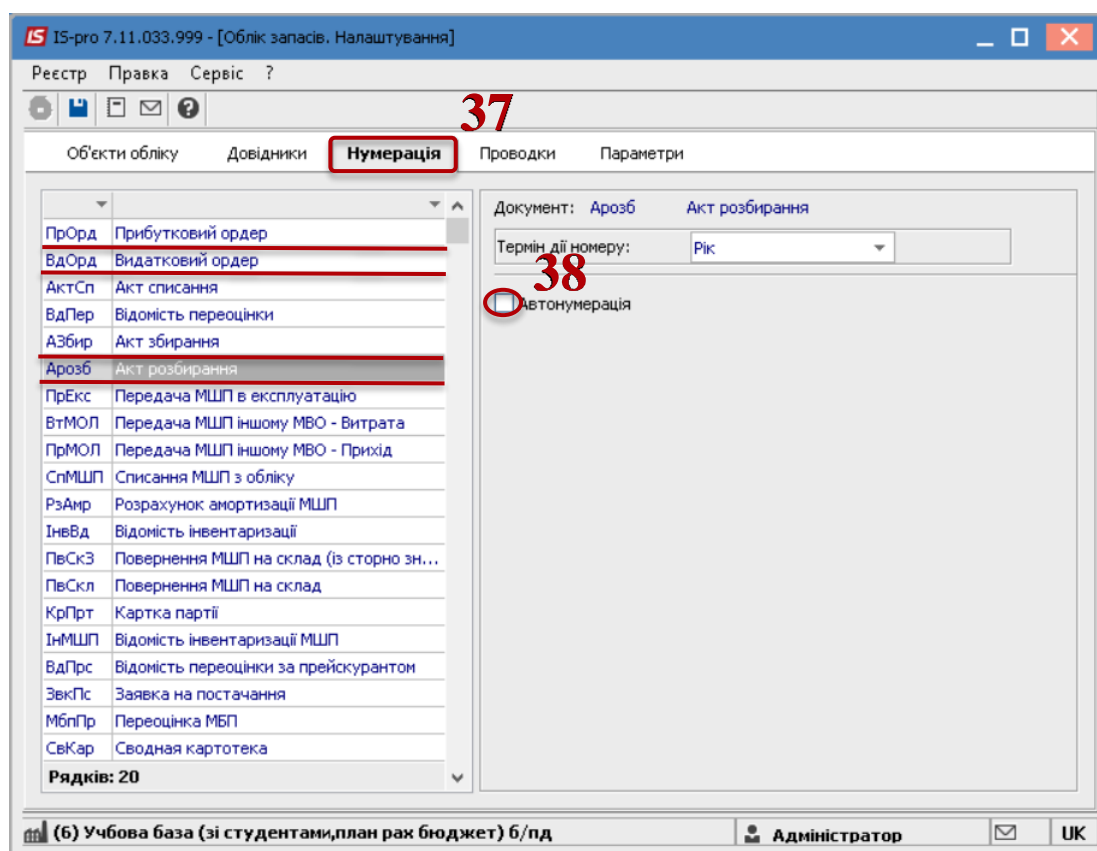 IS-pro 7.11.033.999 - [Облік запасів. Налаштування]
Реєстр Правка Сервіс ?
37
Об'єкти обліку Довідники Нумерація Проводки Параметри
ПрОрд Прибутковий ордер
ВдОрд Видатковий ордер
АктСп Акт списання
ВдПер Відомість переоцінки
АЗбир Акт збирання
Арозб Акт розбирання
ПрЕкс Передача МШП в експлуатацію
ВтМОЛ Передача МШП іншому МВО - Витрата
ПрМОЛ Передача МШП іншому МВО - Прихід
СпМШП Списання МШП з обліку
РзАмр Розрахунок амортизації МШП
ІнвВд Відомість інвентаризації
ПвСкЗ Повернення МШП на склад (із сторно зн...
ПвСкл Повернення МШП на склад
КрПрт Картка партії
ІнМШП Відомість інвентаризації МШП
ВдПрс Відомість переоцінки за прейскурантом
ЗвкПс Заявка на постачання
МбпПр Переоцінка МБП
СвКар Сводная картотека
Рядків: 20
Документ: Арозб Акт розбирання
Термін дії номеру: Рік
38
Автонумерація
(6) Учбова база (зі студентами,план рах бюджет) б/пд Адміністратор UK